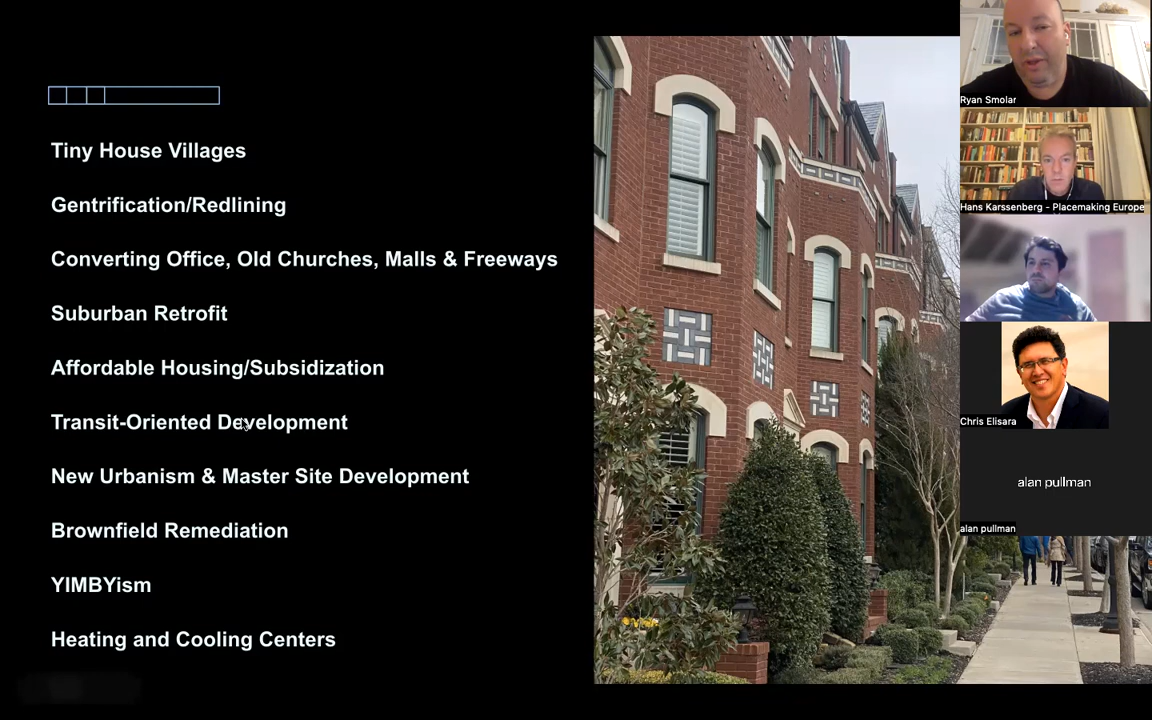 Tiny House Villages
Gentrification/Redlining
Converting Office, Old Churches, Malls & Freeways
Suburban Retrofit
Affordable Housing/Subsidization
Transit-Oriented Development
New Urbanism & Master Site Development
Brownfield Remediation
YIMBYism
Heating and Cooling Centers
Ryan Smolar
Hans Karssenberg - Placemaking Europe
Chris Elisara
alan pullman
alan pullman